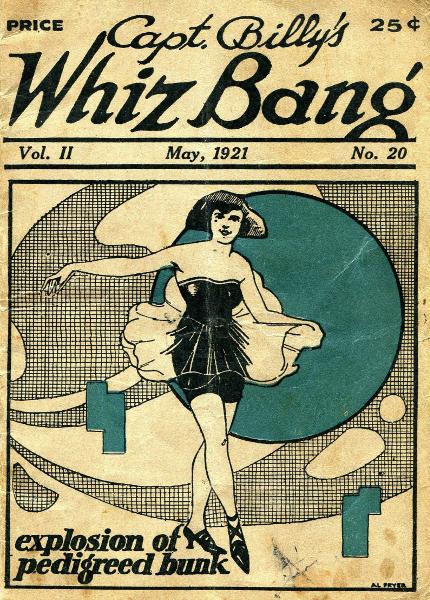 PRICE
25¢
Capt. Billy's
Whiz Bang
Vol. II
May, 1921
No. 20
explosion of
pedigreed bunk
AL FRYER